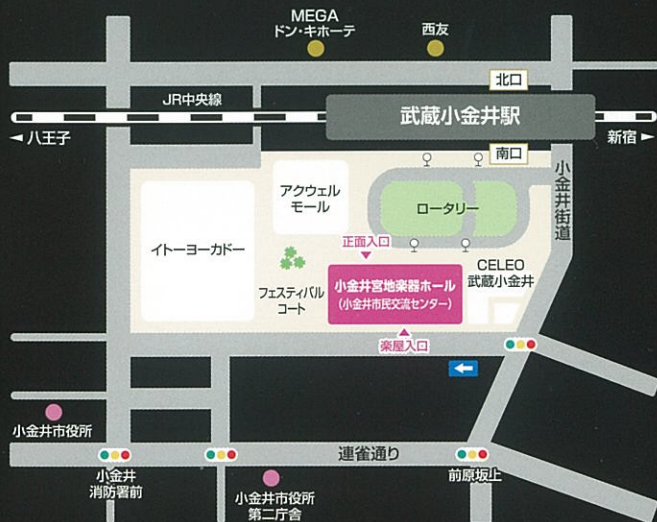 MEGA
ドン・キホーテ
西友
北口
JR中央線
武蔵小金井駅
◄ 八王子
新宿 ►
南口
小金井街道
アクウェル
モール
ロータリー
イトーヨーカドー
正面入口
CELEO
武蔵小金井
小金井宮地楽器ホール
(小金井市民交流センター)
フェスティバル
コート
楽屋入口
小金井市役所
連雀通り
小金井
消防署前
前原坂上
小金井市役所
第二庁舎